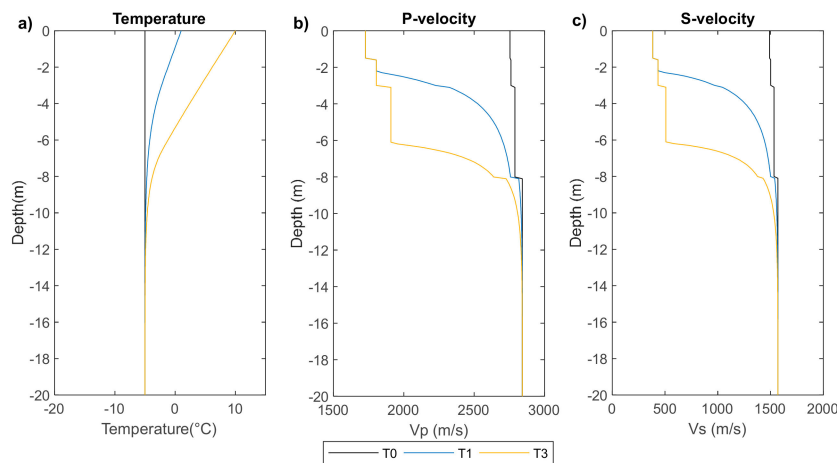 a) Temperature
0
-2
-4
-6
-8
-10
-12
-14
-16
-18
-20
Depth(m)
-20 -10 0 10
Temperature(°C)
b) P-velocity
0
-2
-4
-6
-8
-10
-12
-14
-16
-18
-20
Depth (m)
1500 2000 2500 3000
Vp (m/s)
c) S-velocity
0
-2
-4
-6
-8
-10
-12
-14
-16
-18
-20
Depth (m)
0 500 1000 1500 2000
Vs (m/s)
T0 T1 T3